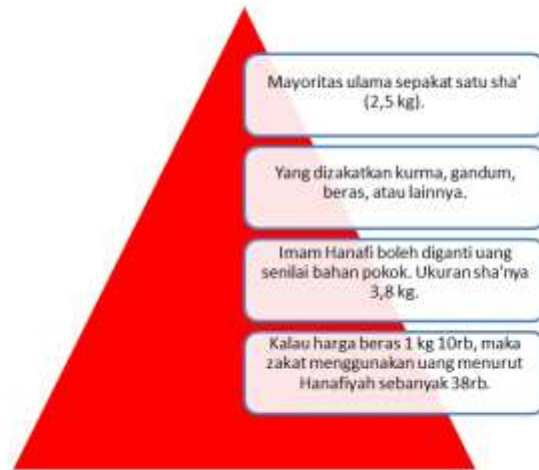 Mayoritas ulama sepakat satu sha'
(2,5 kg).
Yang dizakatkan kurma, gandum,
beras, atau lainnya.
Imam Hanafi boleh diganti uang
senilai bahan pokok. Ukuran sha'nya
3,8 kg.
Kalau harga beras 1 kg 10rb, maka
zakat menggunakan uang menurut
Hanafiyah sebanyak 38rb.